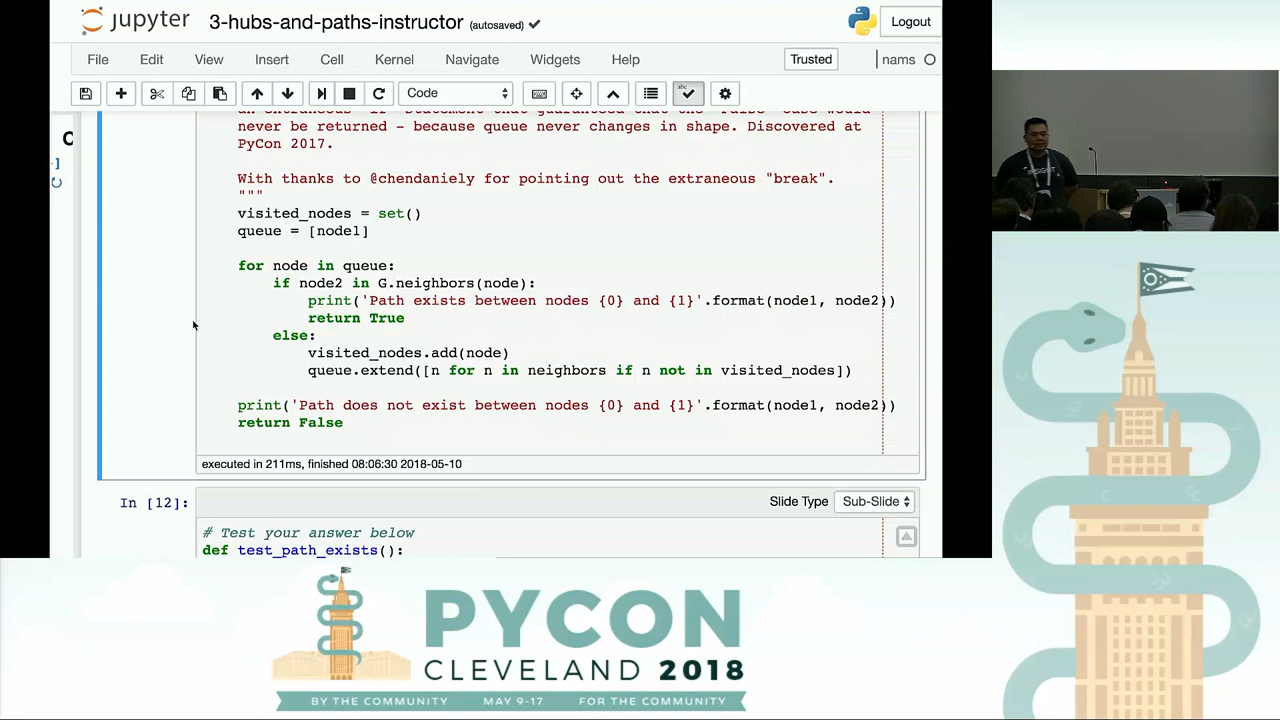 jupyter 3-hubs-and-paths-instructor (autosaved) Logout
File Edit View Insert Cell Kernel Navigate Widgets Help Trusted nams
Code
never be returned - because queue never changes in shape. Discovered at
PyCon 2017.
With thanks to @chendaniely for pointing out the extraneous "break".
"""
visited_nodes = set()
queue = [node1]
for node in queue:
if node2 in G.neighbors(node):
print('Path exists between nodes {0} and {1}'.format(node1, node2))
return True
else:
visited_nodes.add(node)
queue.extend([n for n in neighbors if n not in visited_nodes])
print('Path does not exist between nodes {0} and {1}'.format(node1, node2))
return False
executed in 211ms, finished 08:06:30 2018-05-10
In [12]:
Slide Type Sub-Slide
# Test your answer below
def test_path_exists():
PYCON
CLEVELAND 2018
BY THE COMMUNITY MAY 9-17 FOR THE COMMUNITY